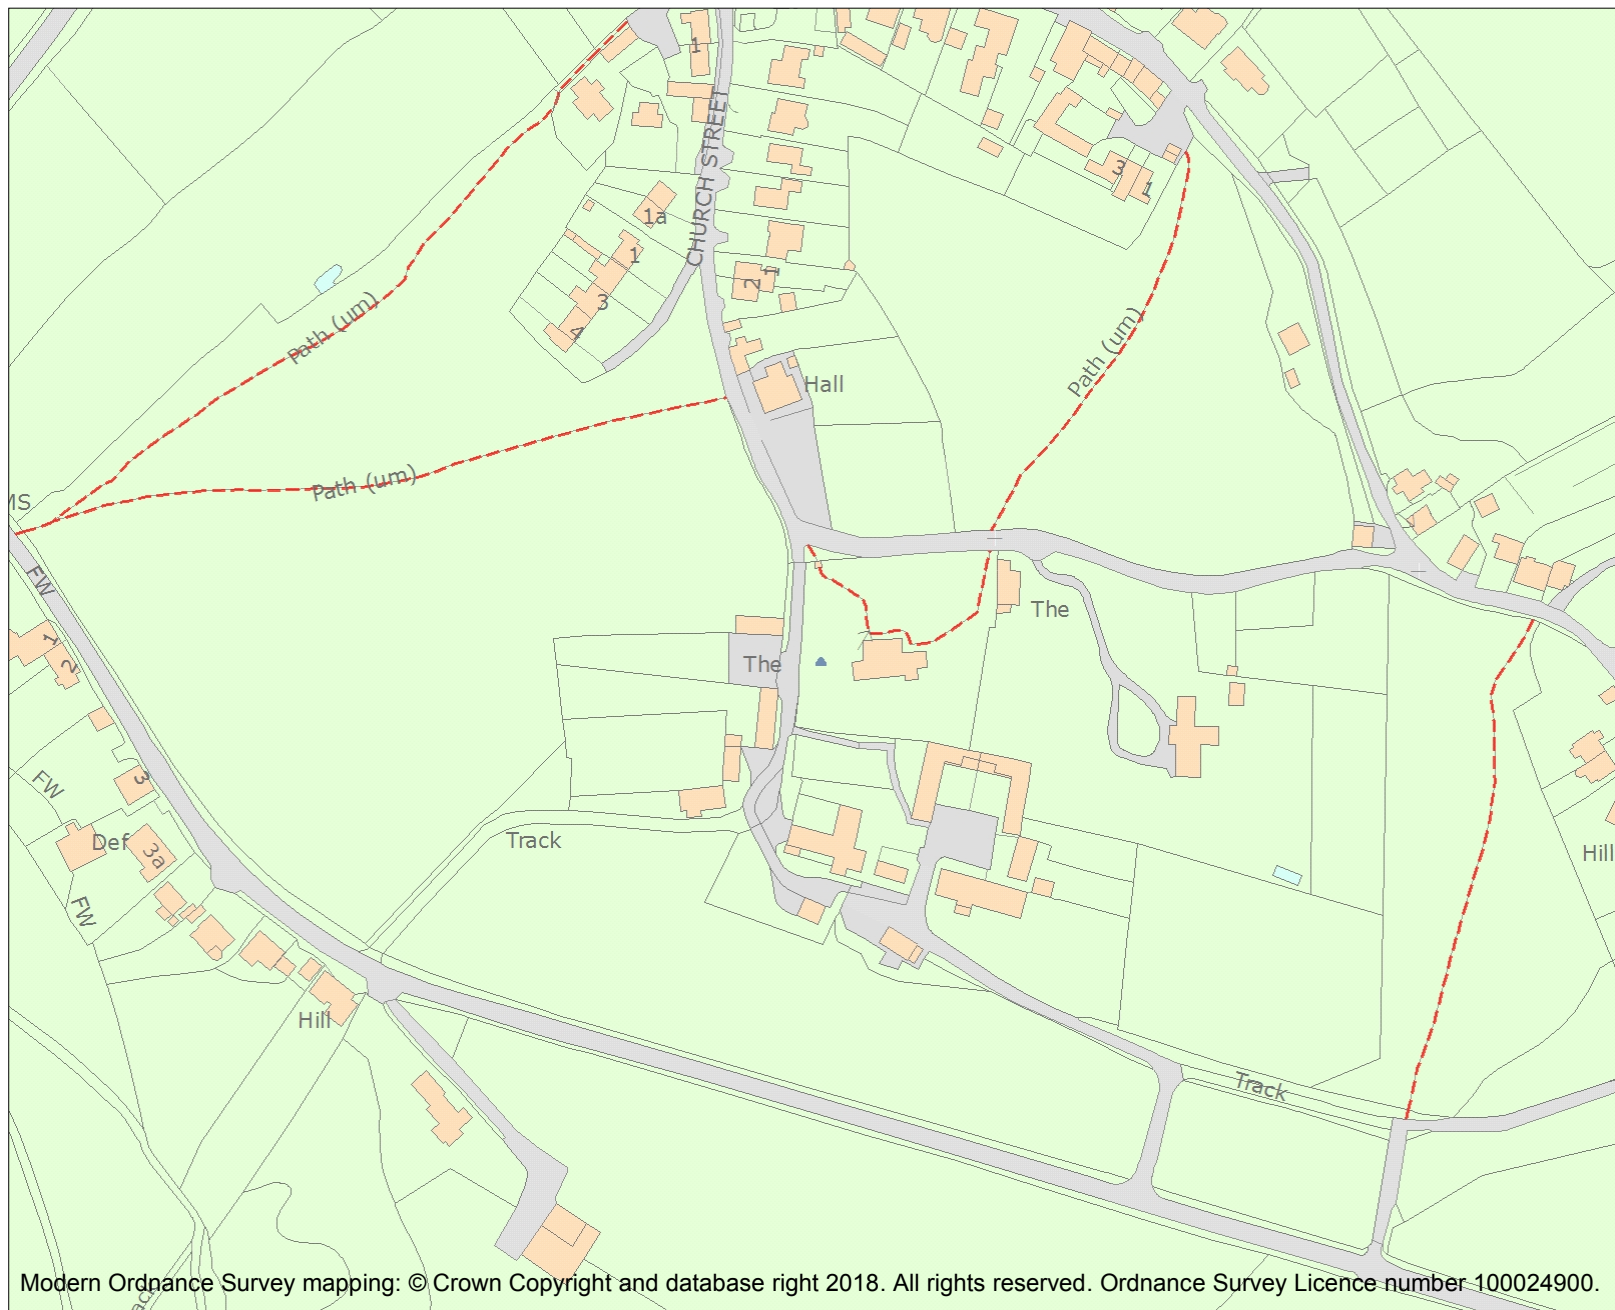 1
CHURCH STREET
3
1
1a
1
1
2
3
4
Path (um)
Path (um)
Hall
Path (um)
MS
FW
The
1
2
The
3
FW
Track
Def
3a
Hill
FW
Hill
Track
Modern Ordnance Survey mapping: © Crown Copyright and database right 2018. All rights reserved. Ordnance Survey Licence number 100024900.